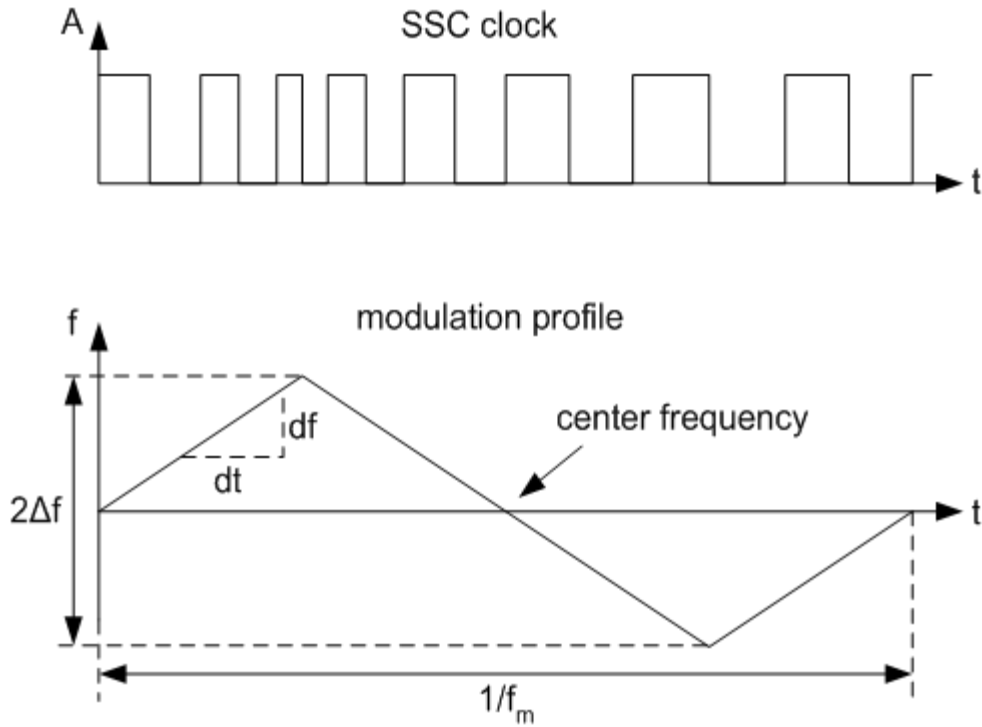 A
SSC clock
t
f
modulation profile
df
dt
center frequency
2Δf
t
1/fm